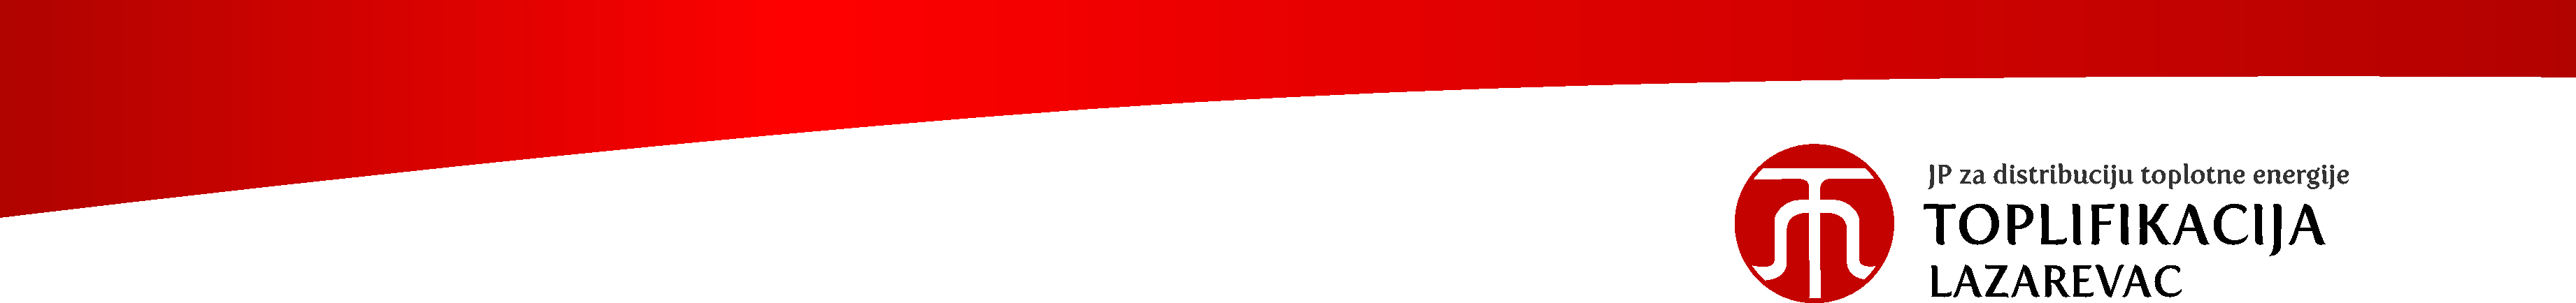 JP za distribuciju toplotne energije
TOPLIFIKACIJA
LAZAREVAC